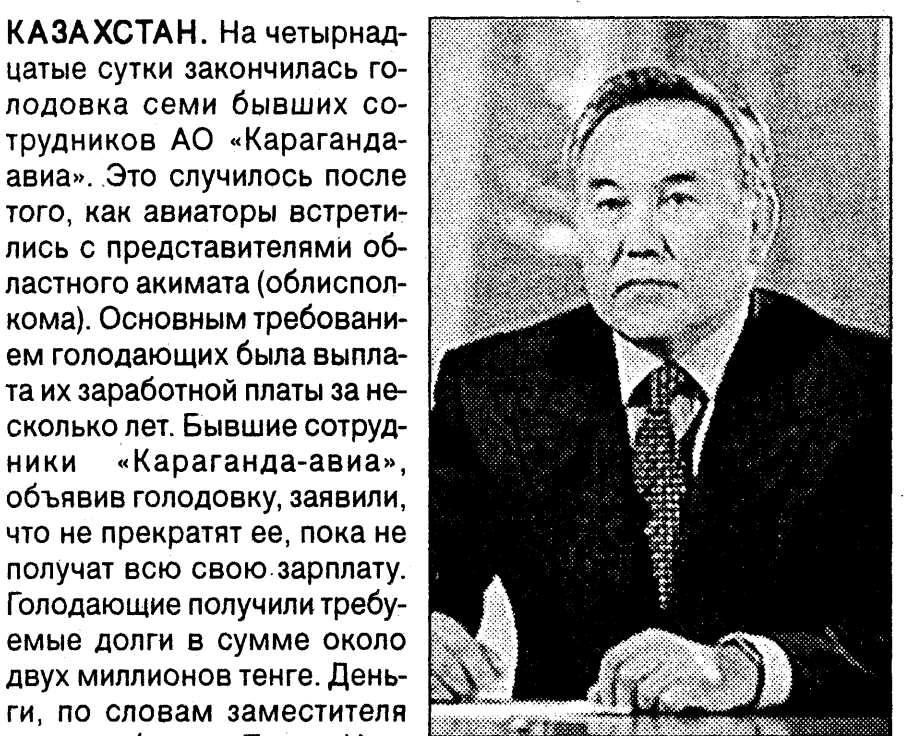 КАЗАХСТАН. На четырнад-
цатые сутки закончилась го-
лодовка семи бывших со-
трудников АО «Караганда-
авиа». Это случилось после
того, как авиаторы встрети-
лись с представителями об-
ластного акимата (облиспол-
кома). Основным требовани-
ем голодающих была выпла-
та их заработной платы за не-
сколько лет. Бывшие сотруд-
ники «Караганда-авиа»,
объявив голодовку, заявили,
что не прекратят ее, пока не
получат всю свою зарплату.
Голодающие получили требу-
емые долги в сумме около
двух миллионов тенге. День-
ги, по словам заместителя